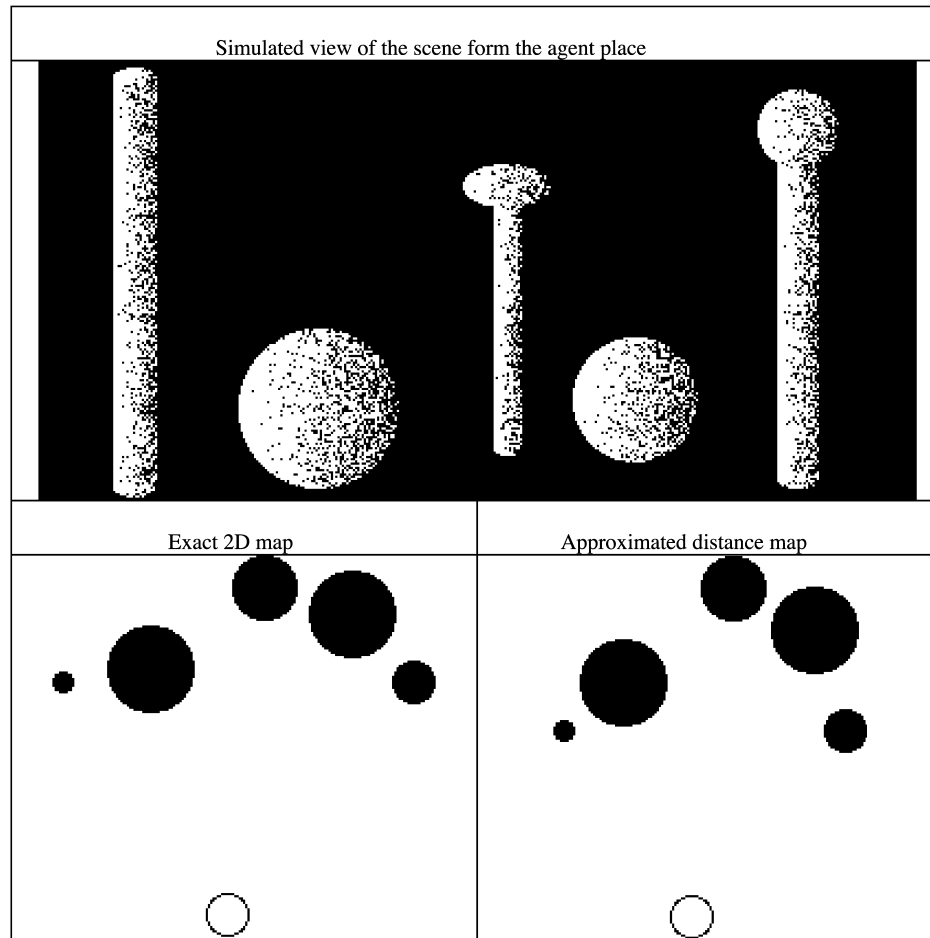 Simulated view of the scene form the agent place
Exact 2D map
Approximated distance map